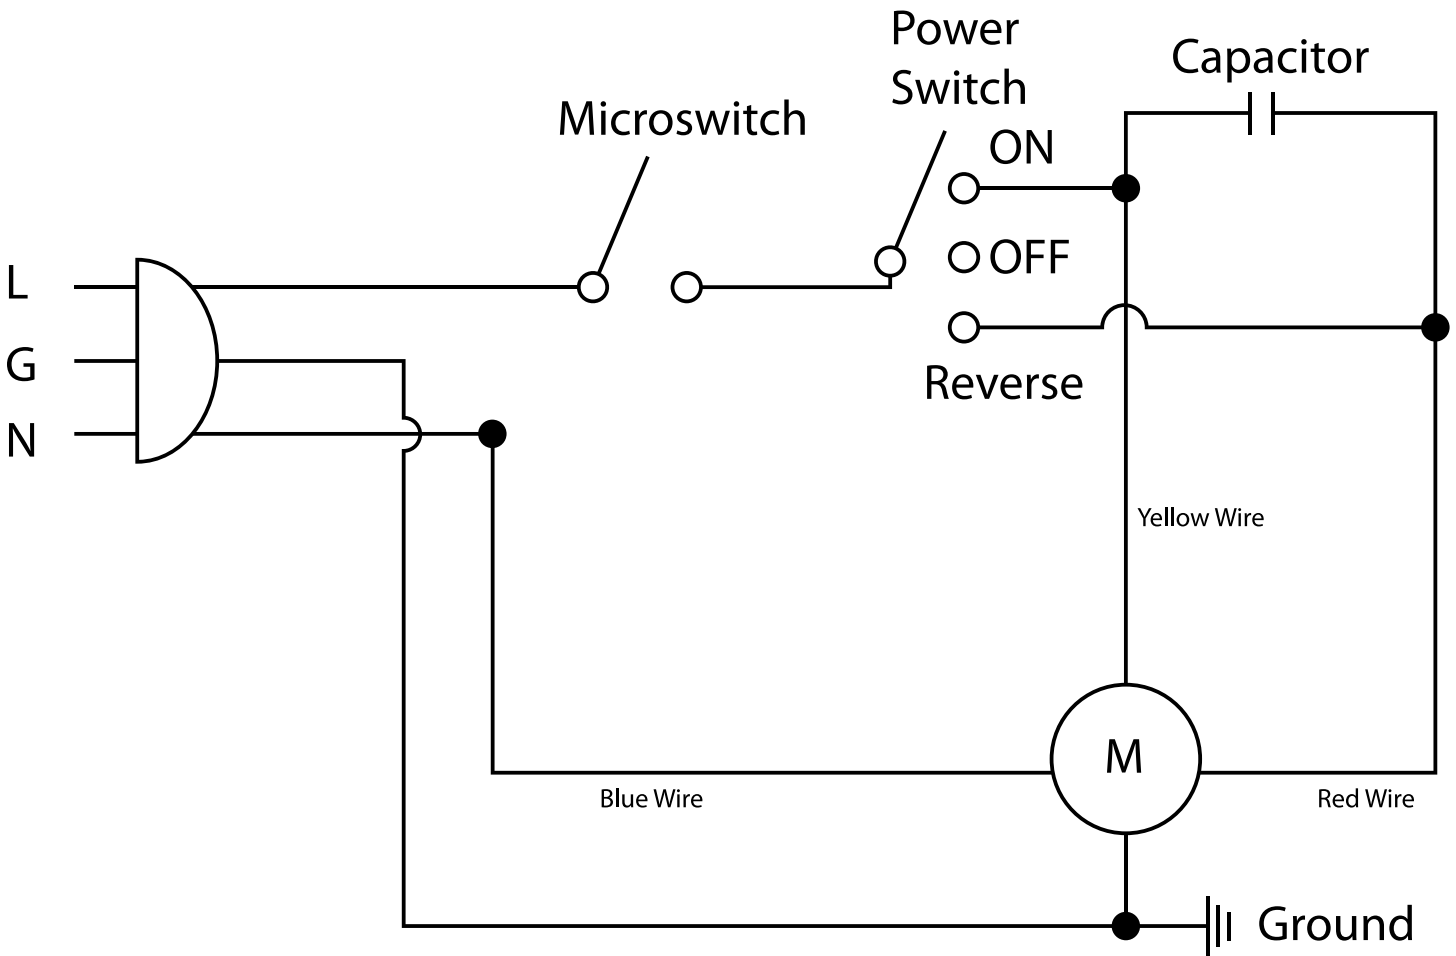 Power
Switch
Capacitor
Microswitch
ON
OFF
L
G
Reverse
N
Yellow Wire
M
Blue Wire
Red Wire
Ground